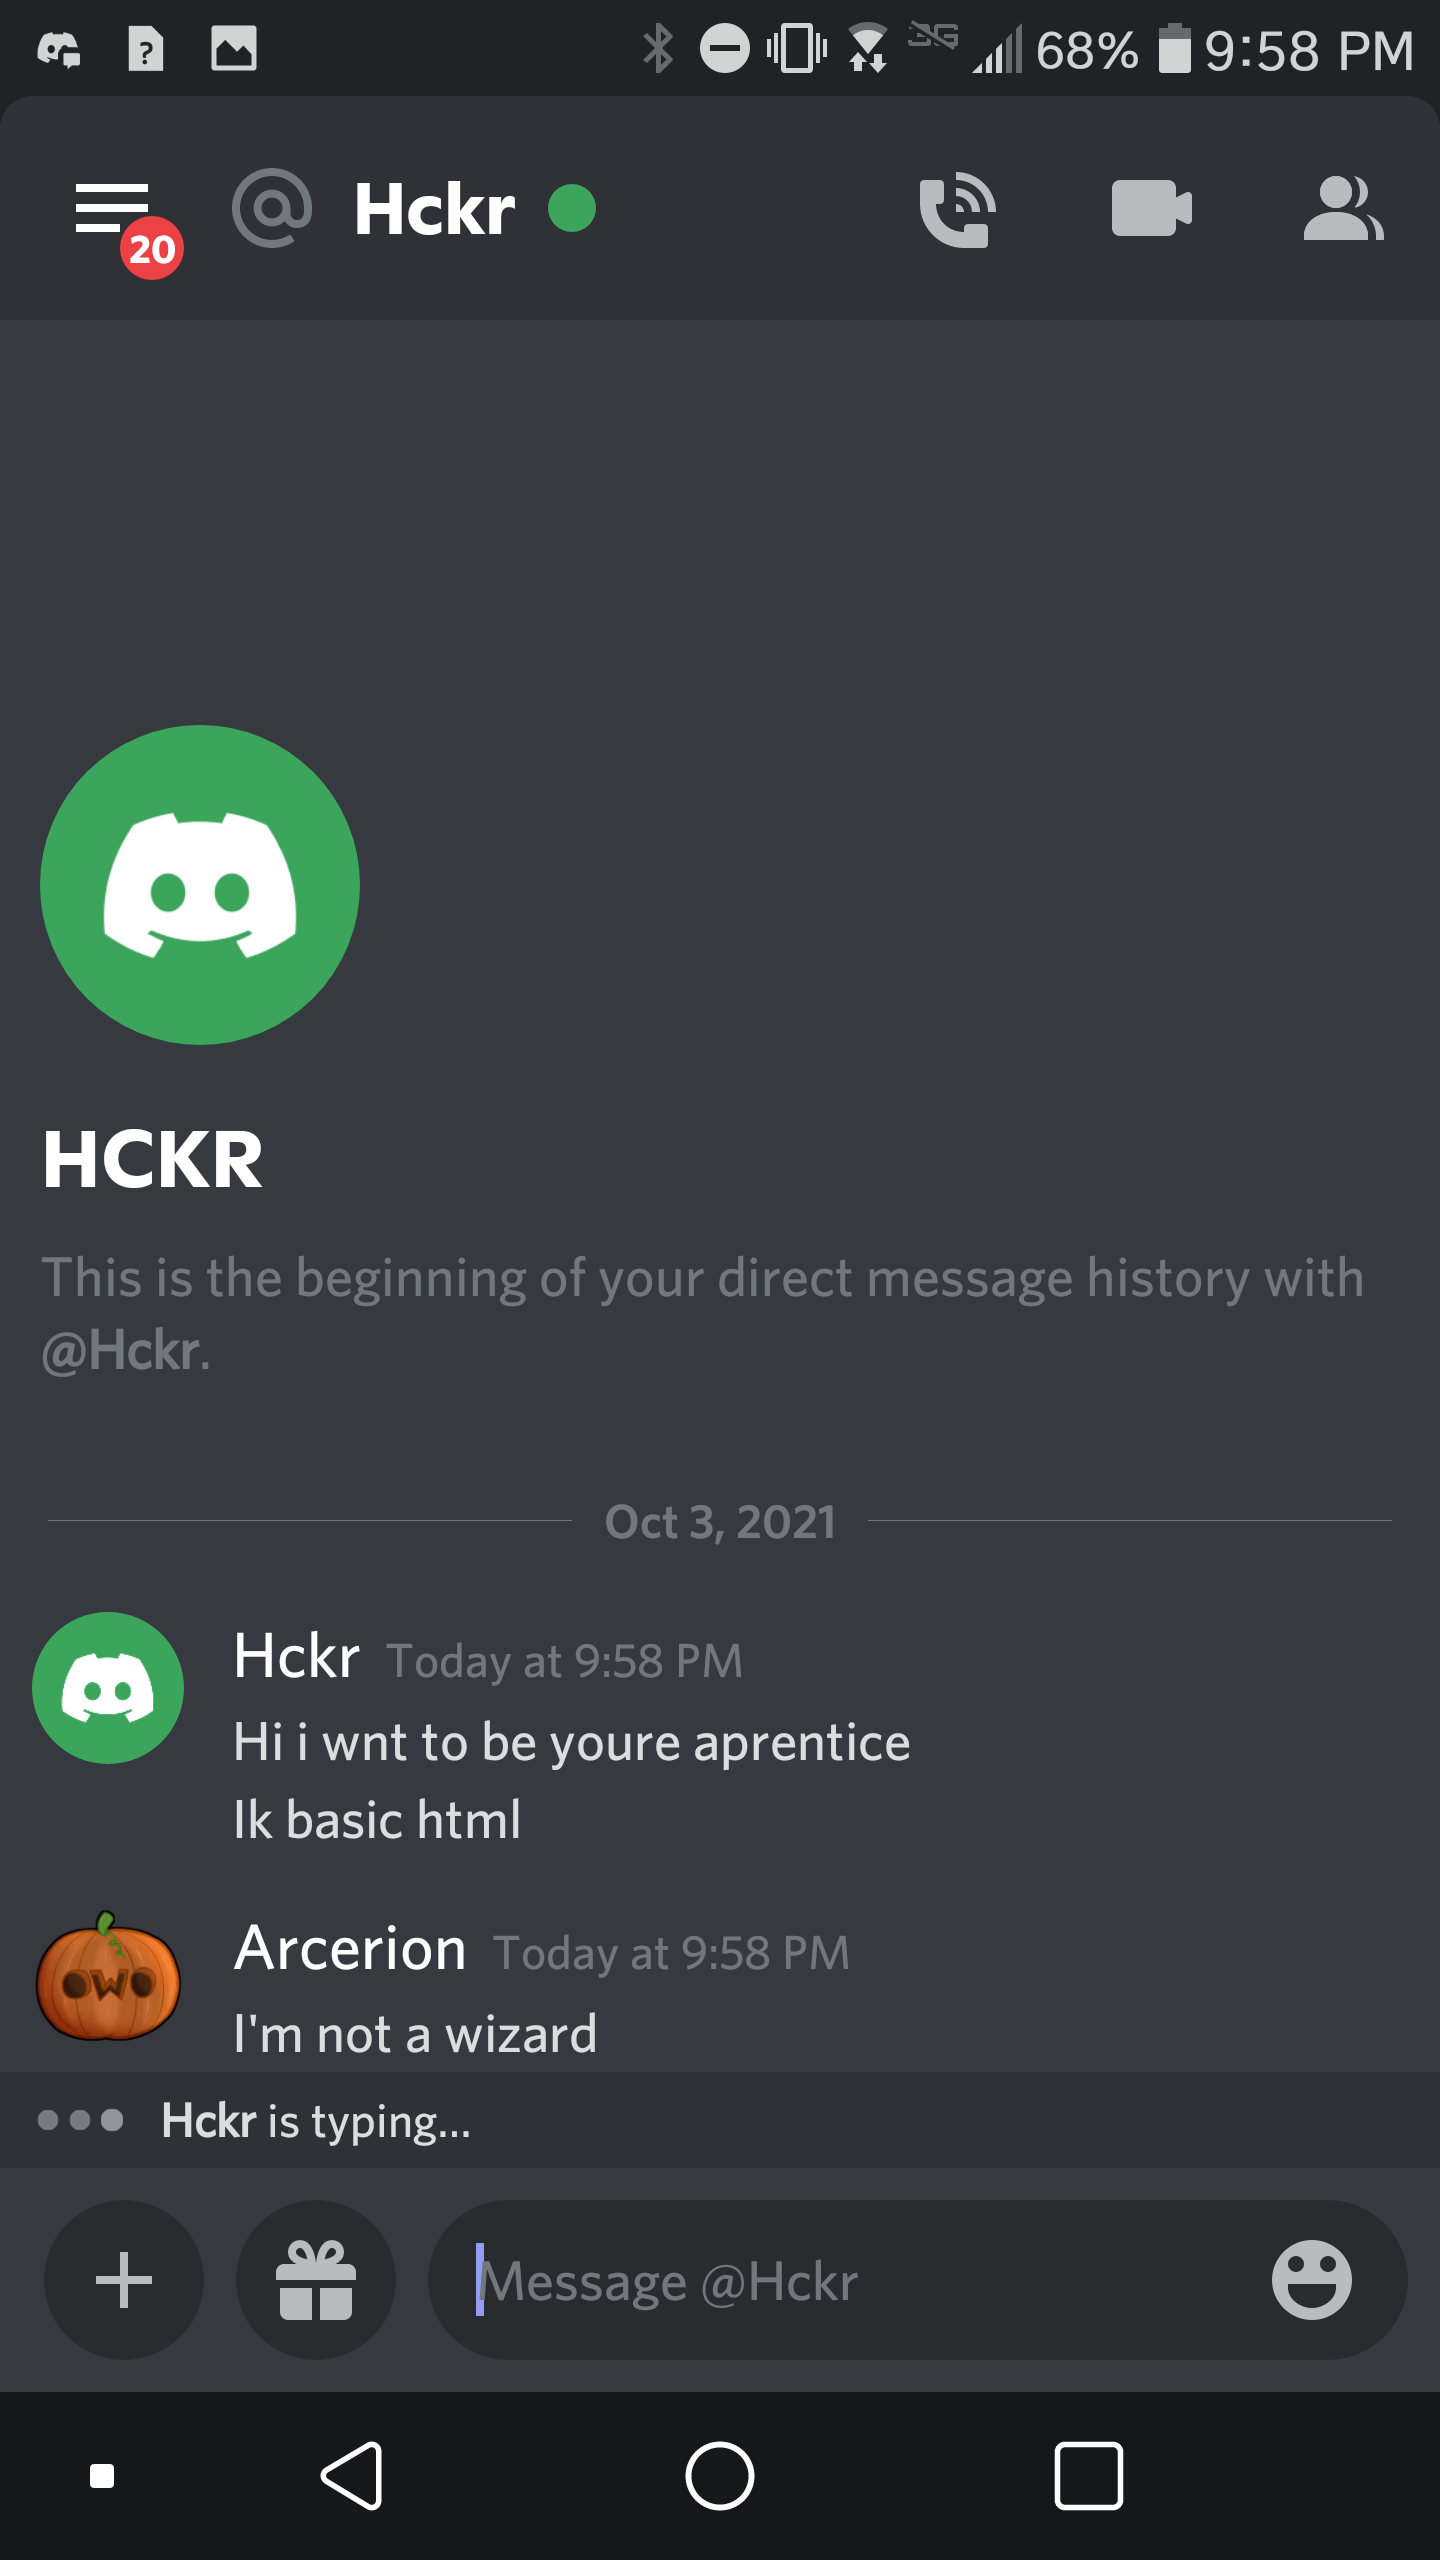 68% 9:58 PM
20
Hckr
HCKR
This is the beginning of your direct message history with
@Hckr.
Oct 3, 2021
Hckr Today at 9:58 PM
Hi i wnt to be youre aprentice
Ik basic html
Arcerion Today at 9:58 PM
OWO
I'm not a wizard
Hckr is typing...
Message @Hckr